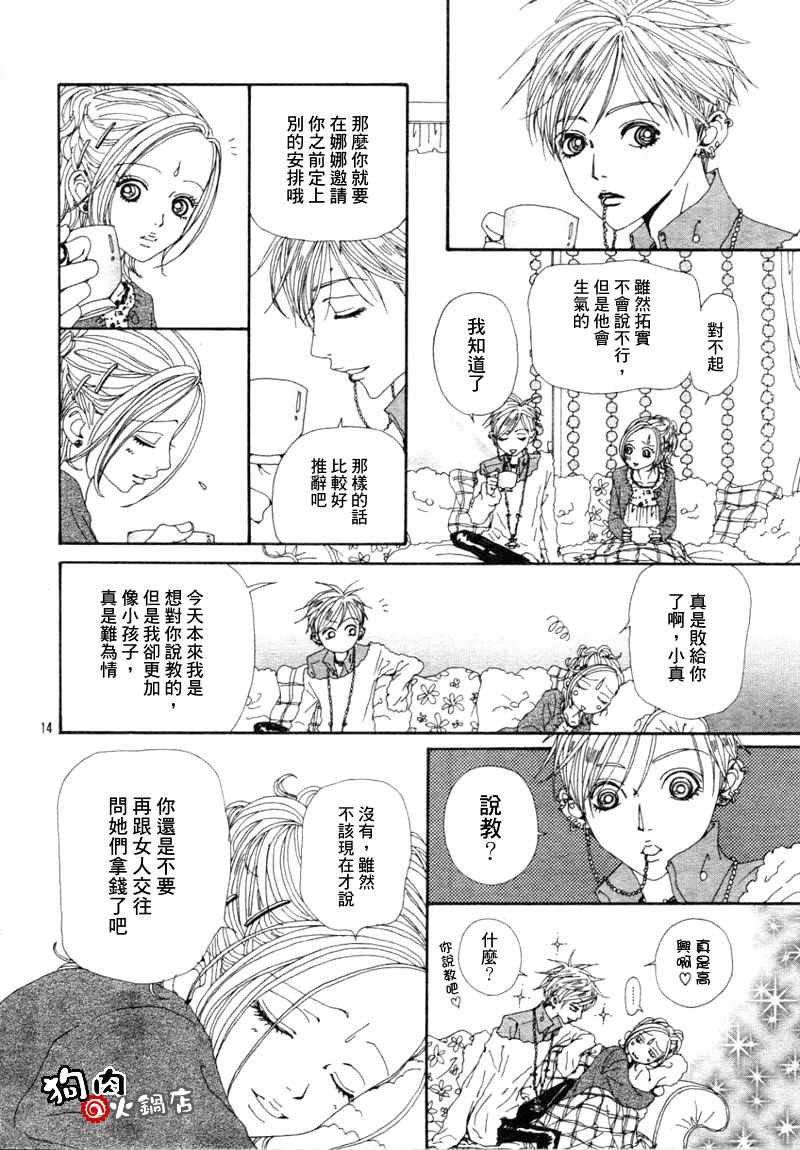 對不起
雖然拓實
不會說不行，
但是他會
生氣的
我知道了
那麼你就要
在娜娜邀請
你之前定上
別的安排哦
那樣的話
比較好
推辭吧
真是敗給你
了啊，小真
今天本來我是
想對你說教的，
但是我卻更加
像小孩子，
真是難為情
說教？
真是高
興啊♡
……
什麼？
你說教吧♡
沒有，雖然
不該現在才說
你還是不要
再跟女人交往
問她們拿錢了吧
14
狗肉
火鍋店